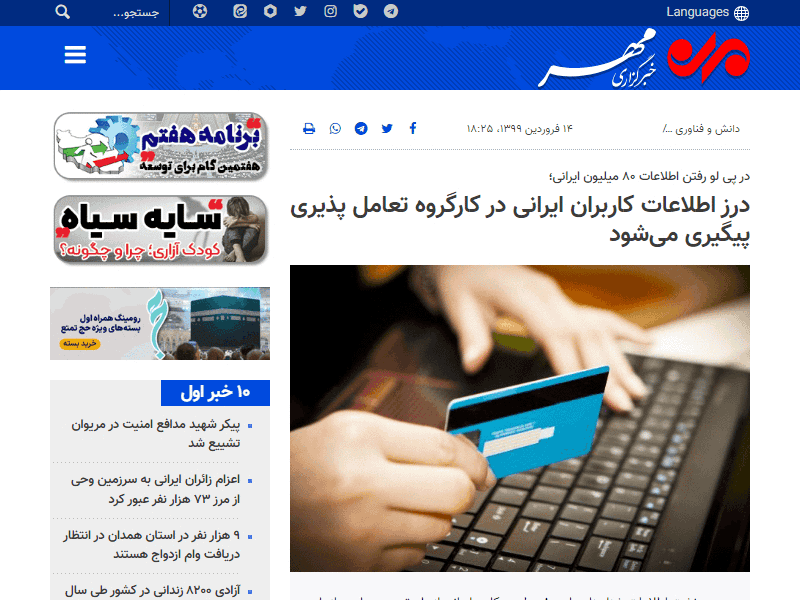 Languages
جستجو...
مهر
خبرگزاری
دانش و فناوری /...
۱۴ فروردین ۱۳۹۹، ۱۸:۲۵
در پی لو رفتن اطلاعات ۸۰ میلیون ایرانی؛
درز اطلاعات کاربران ایرانی در کارگروه تعامل پذیری
پیگیری می‌شود
برنامه هفتم
هفتمین گام برای توسعه
سایه سیاه
کودک آزاری؛ چرا و چگونه؟
رومینگ همراه اول
بسته‌های ویژه حج تمتع
خرید بسته
۱۰ خبر اول
پیکر شهید مدافع امنیت در مریوان
تشییع شد
اعزام زائران ایرانی به سرزمین وحی
از مرز ۷۳ هزار نفر عبور کرد
۹ هزار نفر در استان همدان در انتظار
دریافت وام ازدواج هستند
آزادی ۸۲۰۰ زندانی در کشور طی سال